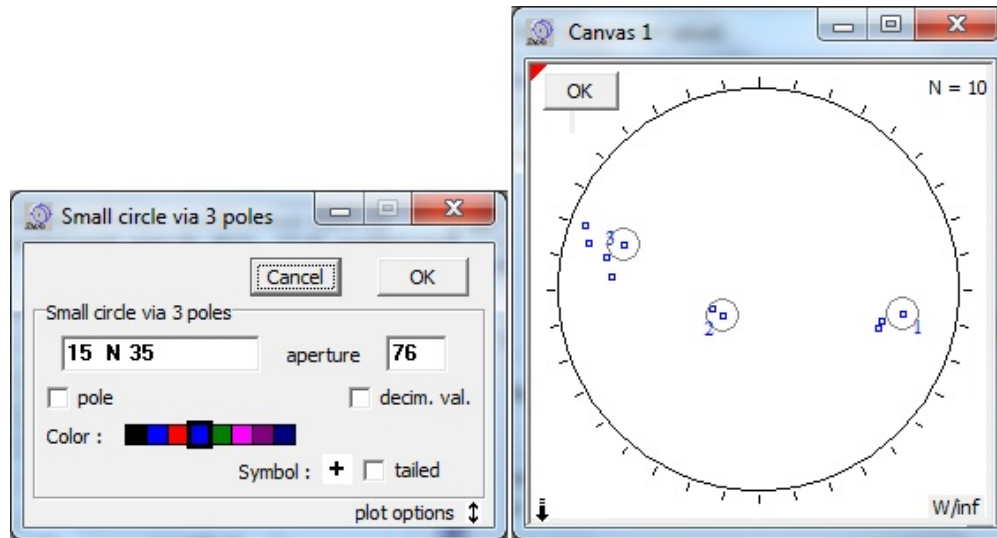 Small circle via 3 poles
Cancel
OK
Small circle via 3 poles
15 N 35
aperture
76
pole
decim. val.
Color :
Symbol :
+
tailed
plot options
Canvas 1
OK
N = 10
3
2
1
W/inf